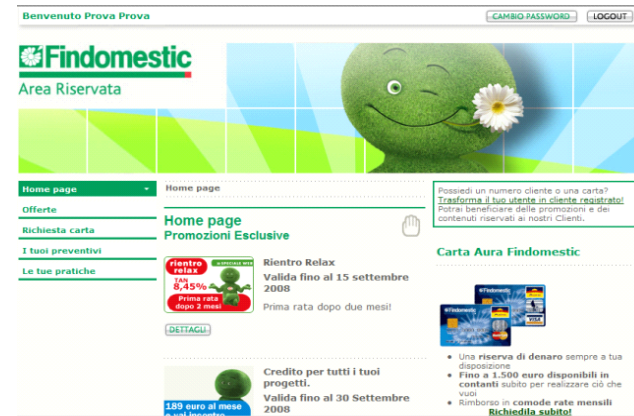 Benvenuto Prova Prova
CAMBIO PASSWORD
LOGOUT
Findomestic
Area Riservata
Home page
Offerte
Richiesta carta
I tuoi preventivi
Le tue pratiche
Home page
Home page
Promozioni Esclusive
rientro
relax
SPECIALE WEB
TAN
8,45%
Prima rata
dopo 2 mesi
Rientro Relax
Valida fino al 15 settembre
2008
Prima rata dopo due mesi!
DETTAGLI
189 euro al mese
e vai incontro
Credito per tutti i tuoi
progetti.
Valida fino al 30 Settembre
2008
Possiedi un numero cliente o una carta?
Trasforma il tuo utente in cliente registrato!
Potrai beneficiare delle promozioni e dei
contenuti riservati ai nostri Clienti.
Carta Aura Findomestic
Findomestic
Findomestic
VISA
Una riserva di denaro sempre a tua
disposizione
Fino a 1.500 euro disponibili in
contanti subito per realizzare ciò che
vuoi
Rimborso in comode rate mensili
Richiedila subito!